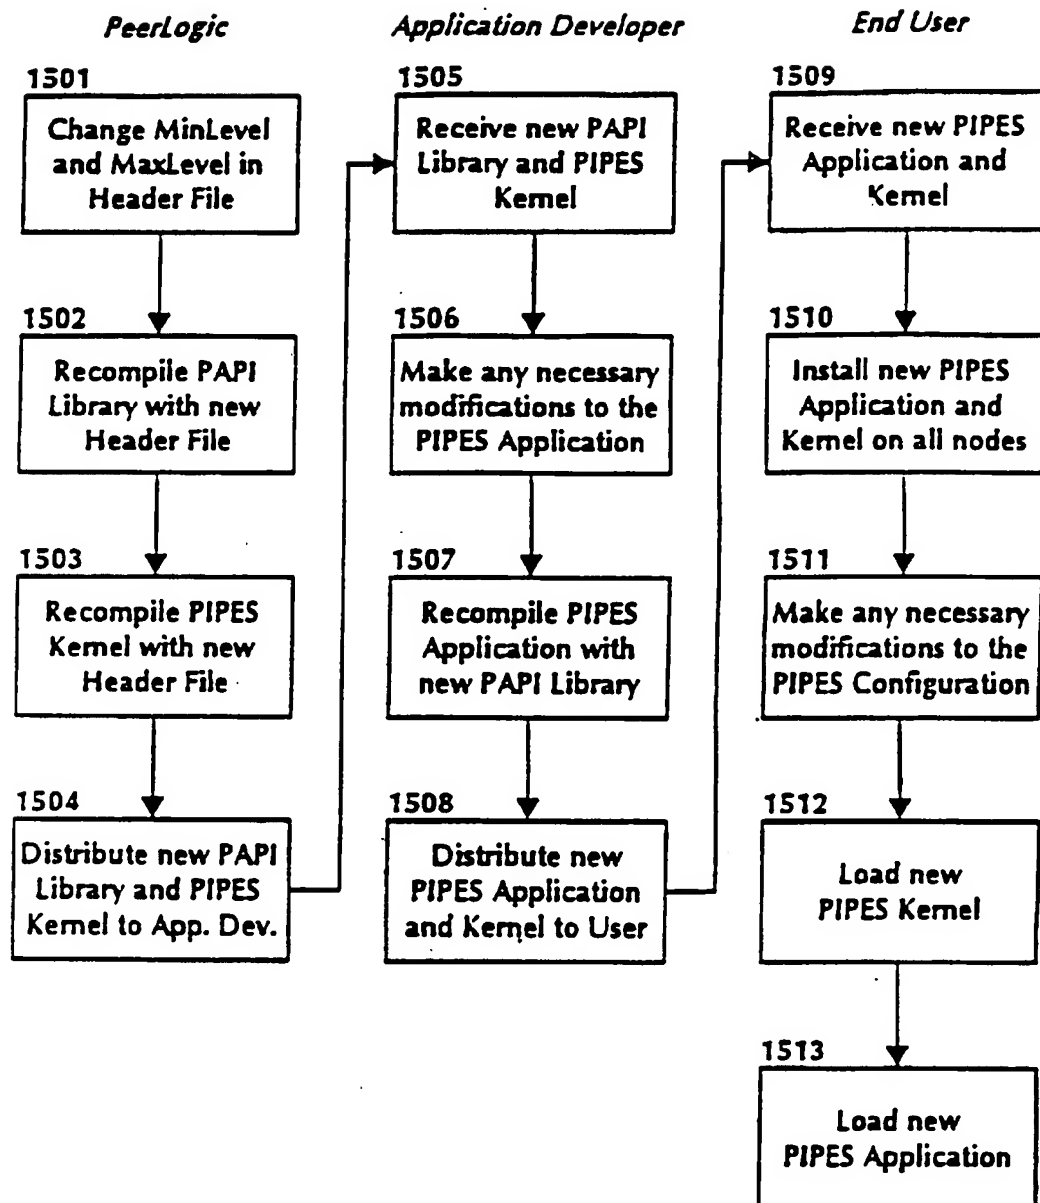 PeerLogic
1501
Change MinLevel
and MaxLevel in
Header File
1502
Recompile PAPI
Library with new
Header File
1503
Recompile PIPES
Kernel with new
Header File
1504
Distribute new PAPI
Library and PIPES
Kernel to App. Dev.
Application Developer
1505
Receive new PAPI
Library and PIPES
Kernel
1506
Make any necessary
modifications to the
PIPES Application
1507
Recompile PIPES
Application with
new PAPI Library
1508
Distribute new
PIPES Application
and Kernel to User
End User
1509
Receive new PIPES
Application and
Kernel
1510
Install new PIPES
Application and
Kernel on all nodes
1511
Make any necessary
modifications to the
PIPES Configuration
1512
Load new
PIPES Kernel
1513
Load new
PIPES Application